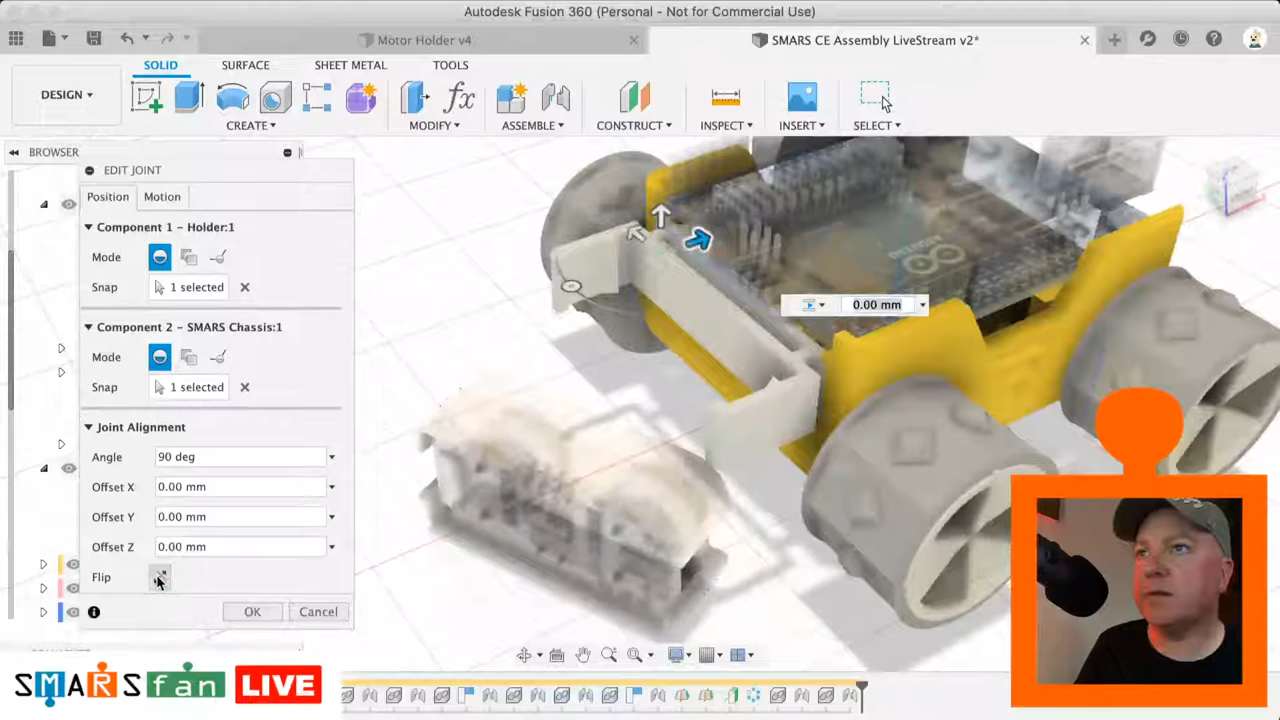 Autodesk Fusion 360 (Personal - Not for Commercial Use)
Motor Holder v4
SMARS CE Assembly LiveStream v2*
SOLID SURFACE SHEET METAL TOOLS
DESIGN
CREATE MODIFY ASSEMBLE CONSTRUCT INSPECT INSERT SELECT
BROWSER
EDIT JOINT
Position Motion
Component 1 - Holder:1
Mode
Snap 1 selected
Component 2 - SMARS Chassis:1
Mode
Snap 1 selected
Joint Alignment
Angle 90 deg
Offset X 0.00 mm
Offset Y 0.00 mm
Offset Z 0.00 mm
Flip
OK Cancel
0.00 mm
SMARS fan LIVE